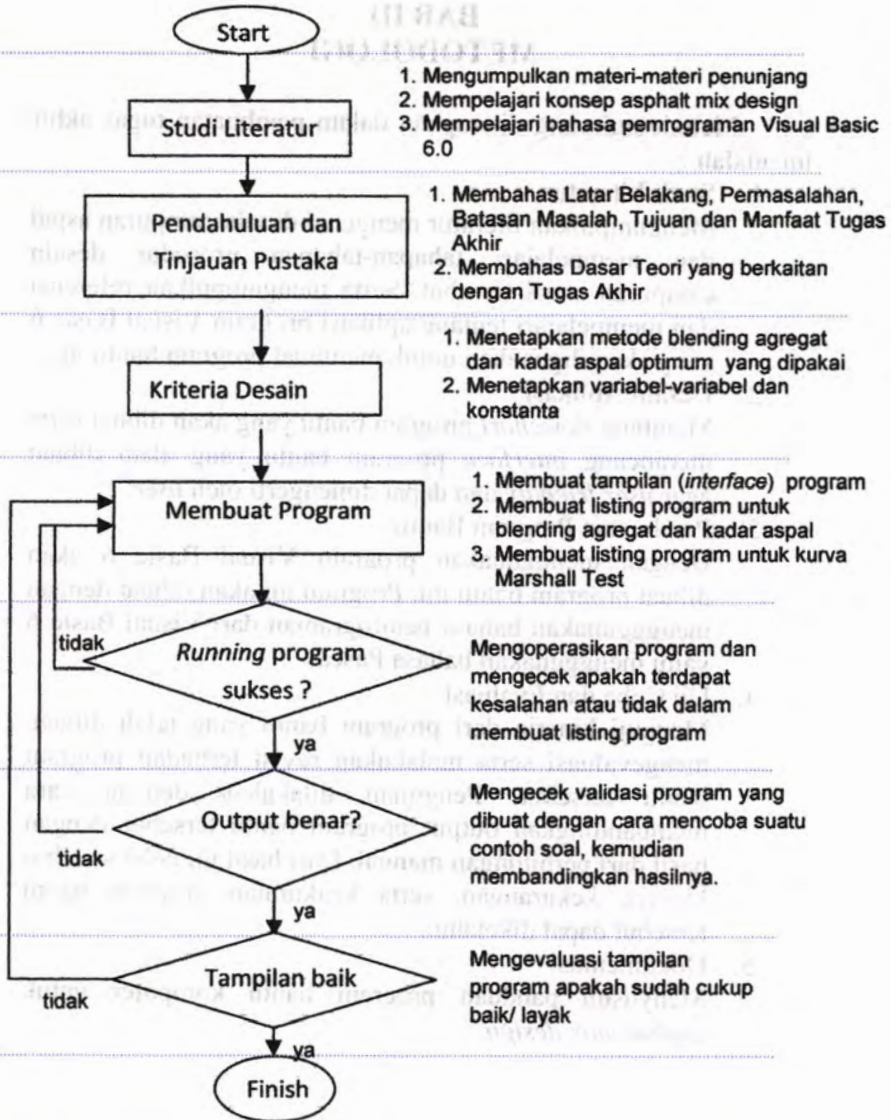 Start
Studi Literatur
1. Mengumpulkan materi-materi penunjang
2. Mempelajari konsep asphalt mix design
3. Mempelajari bahasa pemrograman Visual Basic
6.0
Pendahuluan dan
Tinjauan Pustaka
1. Membahas Latar Belakang, Permasalahan,
Batasan Masalah, Tujuan dan Manfaat Tugas
Akhir
2. Membahas Dasar Teori yang berkaitan
dengan Tugas Akhir
Kriteria Desain
1. Menetapkan metode blending agregat
dan kadar aspal optimum yang dipakai
2. Menetapkan variabel-variabel dan
konstanta
Membuat Program
1. Membuat tampilan (interface) program
2. Membuat listing program untuk
blending agregat dan kadar aspal
3. Membuat listing program untuk kurva
Marshall Test
tidak
Running program
sukses ?
Mengoperasikan program dan
mengecek apakah terdapat
kesalahan atau tidak dalam
membuat listing program
ya
Output benar?
tidak
Mengecek validasi program yang
dibuat dengan cara mencoba suatu
contoh soal, kemudian
membandingkan hasilnya.
ya
Tampilan baik
tidak
Mengevaluasi tampilan
program apakah sudah cukup
baik/ layak
ya
Finish